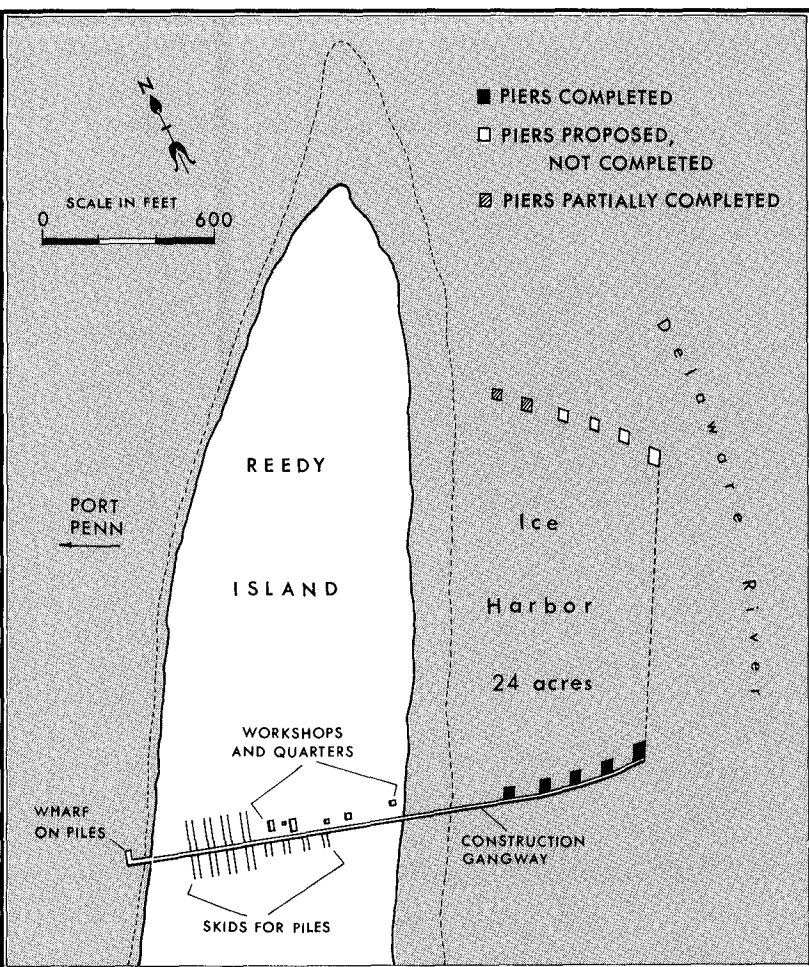 N
SCALE IN FEET
0 600
PIERS COMPLETED
PIERS PROPOSED,
NOT COMPLETED
PIERS PARTIALLY COMPLETED
Delaware River
REEDY
ISLAND
PORT
PENN
Ice
Harbor
24 acres
WORKSHOPS
AND QUARTERS
WHARF
ON PILES
CONSTRUCTION
GANGWAY
SKIDS FOR PILES